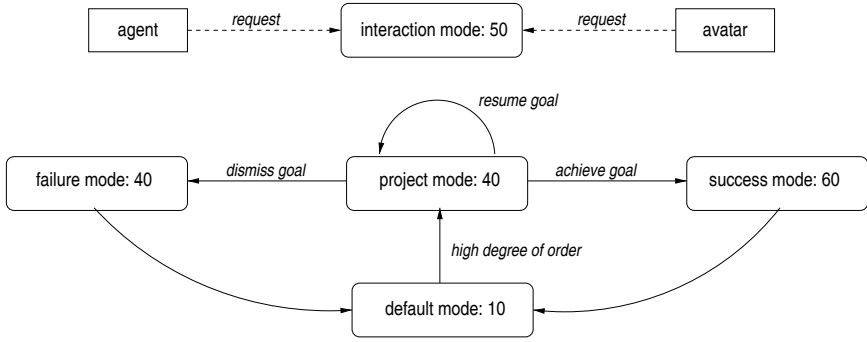 agent
request
interaction mode: 50
request
avatar
resume goal
failure mode: 40
dismiss goal
project mode: 40
achieve goal
success mode: 60
high degree of order
default mode: 10